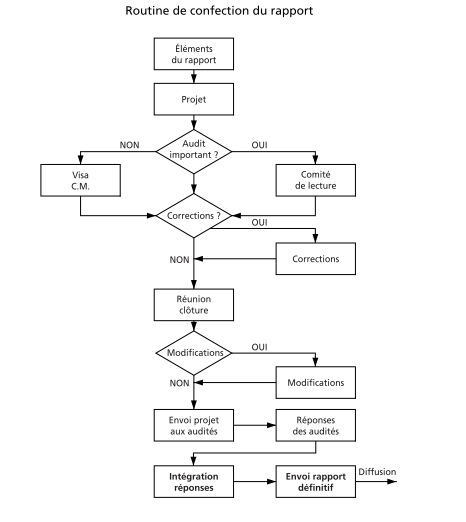 Routine de confection du rapport
Éléments
du rapport
Projet
NON
Audit
important ?
OUI
Visa
C.M.
Comité
de lecture
Corrections ?
OUI
NON
Corrections
Réunion
clôture
Modifications
OUI
NON
Modifications
Envoi projet
aux audités
Réponses
des audités
Intégration
réponses
Envoi rapport
définitif
Diffusion